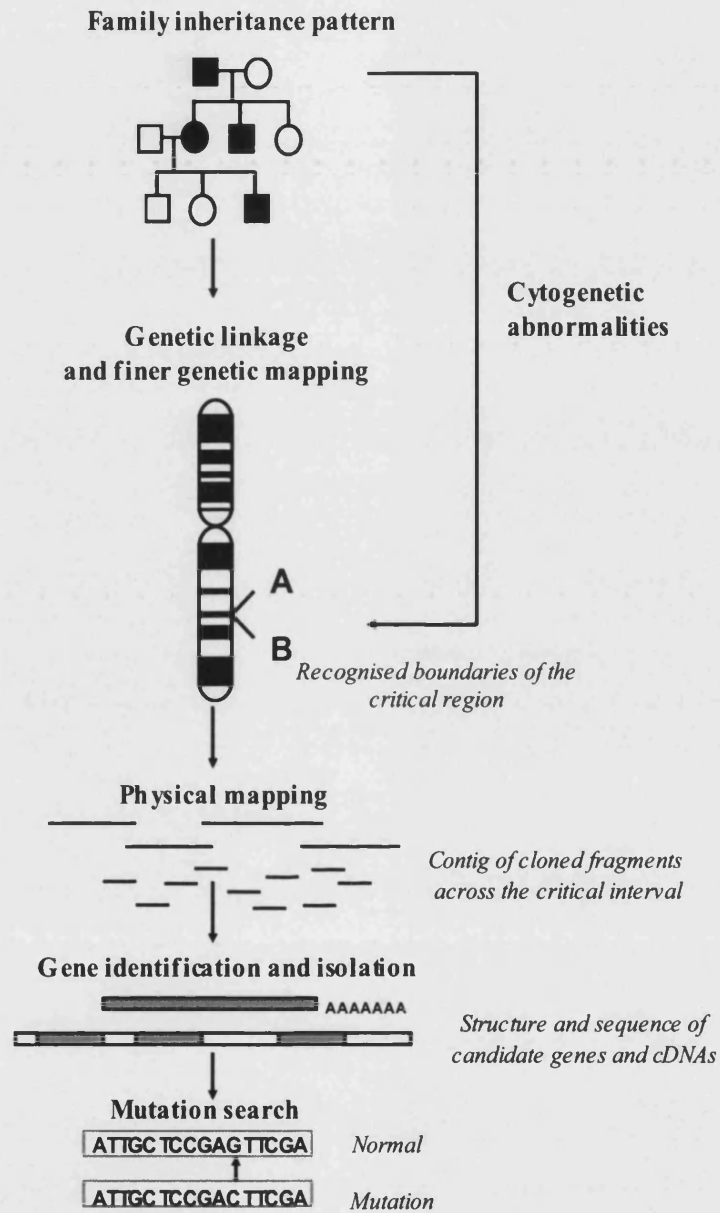 Family inheritance pattern
Cytogenetic
abnormalities
Genetic linkage
and finer genetic mapping
A
B
Recognised boundaries of the
critical region
Physical mapping
Contig of cloned fragments
across the critical interval
Gene identification and isolation
AAAAAAA
Structure and sequence of
candidate genes and cDNAs
Mutation search
ATTGCTCCGAGTTCGA Normal
ATTGCTCCGACTTCGA Mutation